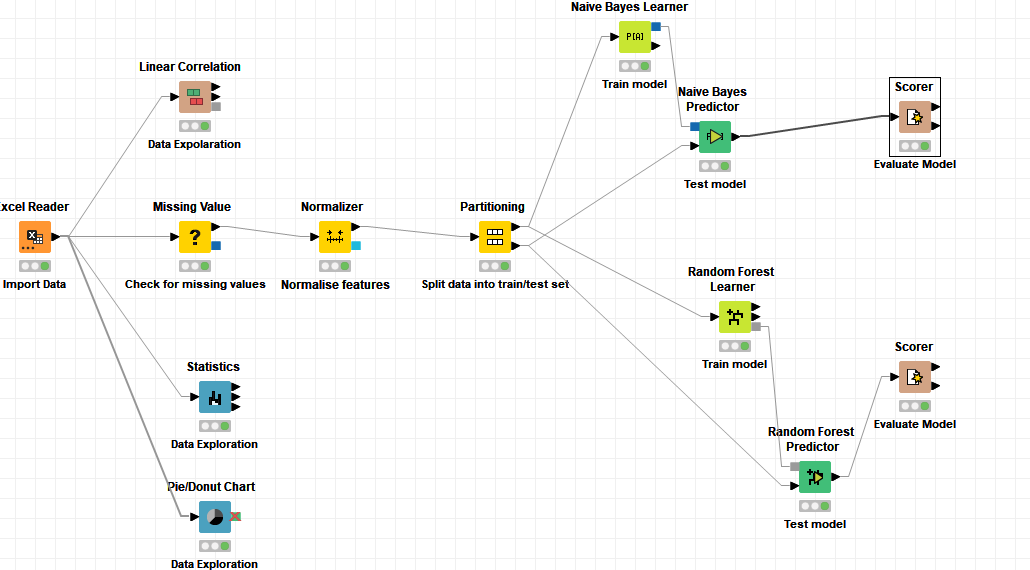 Naive Bayes Learner
P[A]
Train model
Linear Correlation
Data Expolaration
Naive Bayes
Predictor
Test model
Scorer
Evaluate Model
Excel Reader
X
Import Data
Missing Value
?
Check for missing values
Normalizer
Normalise features
Partitioning
Split data into train/test set
Random Forest
Learner
Train model
Statistics
Data Exploration
Scorer
Evaluate Model
Random Forest
Predictor
Test model
Pie/Donut Chart
Data Exploration